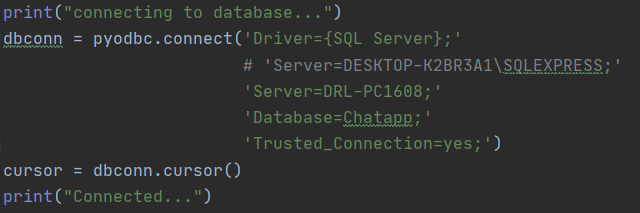 print("connecting to database...")
dbconn = pyodbc.connect('Driver={SQL Server};'
# 'Server=DESKTOP-K2BR3A1\SQLEXPRESS;'
'Server=DRL-PC1608;'
'Database=Chatapp;'
'Trusted_Connection=yes;')
cursor = dbconn.cursor()
print("Connected...")